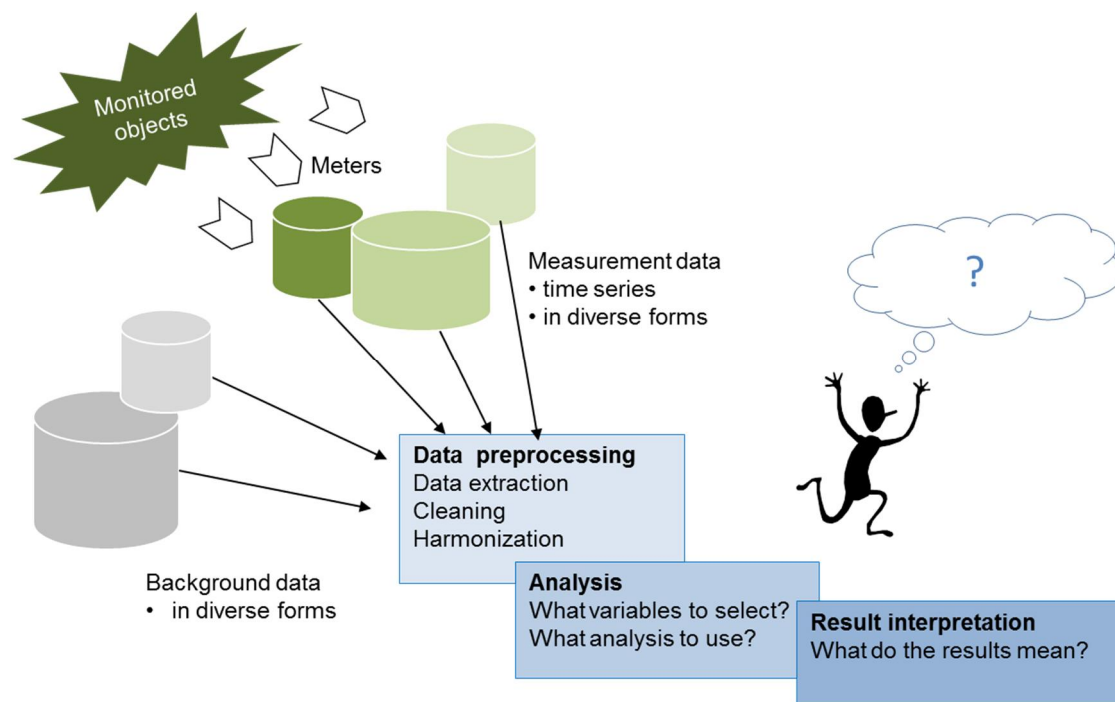 Monitored
objects
Meters
Measurement data
• time series
• in diverse forms
?
Data preprocessing
Data extraction
Cleaning
Harmonization
Background data
• in diverse forms
Analysis
What variables to select?
What analysis to use?
Result interpretation
What do the results mean?